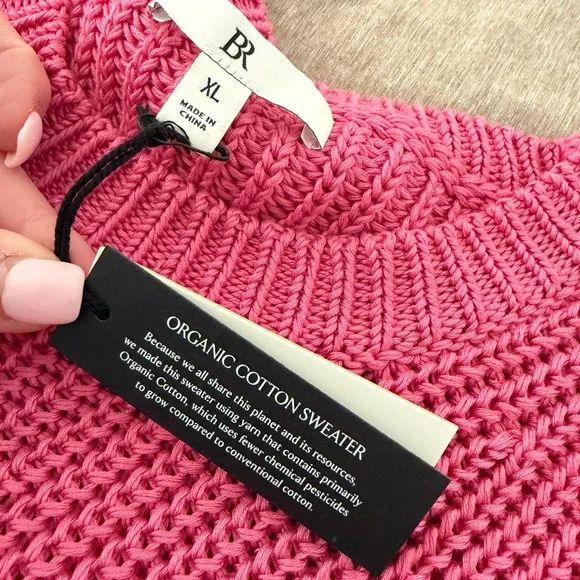 BR
XL
MADE IN
CHINA
ORGANIC COTTON SWEATER
Because we all share this planet and its resources,
we made this sweater using yarn that contains primarily
Organic Cotton, which uses fewer chemical pesticides
to grow compared to conventional cotton.